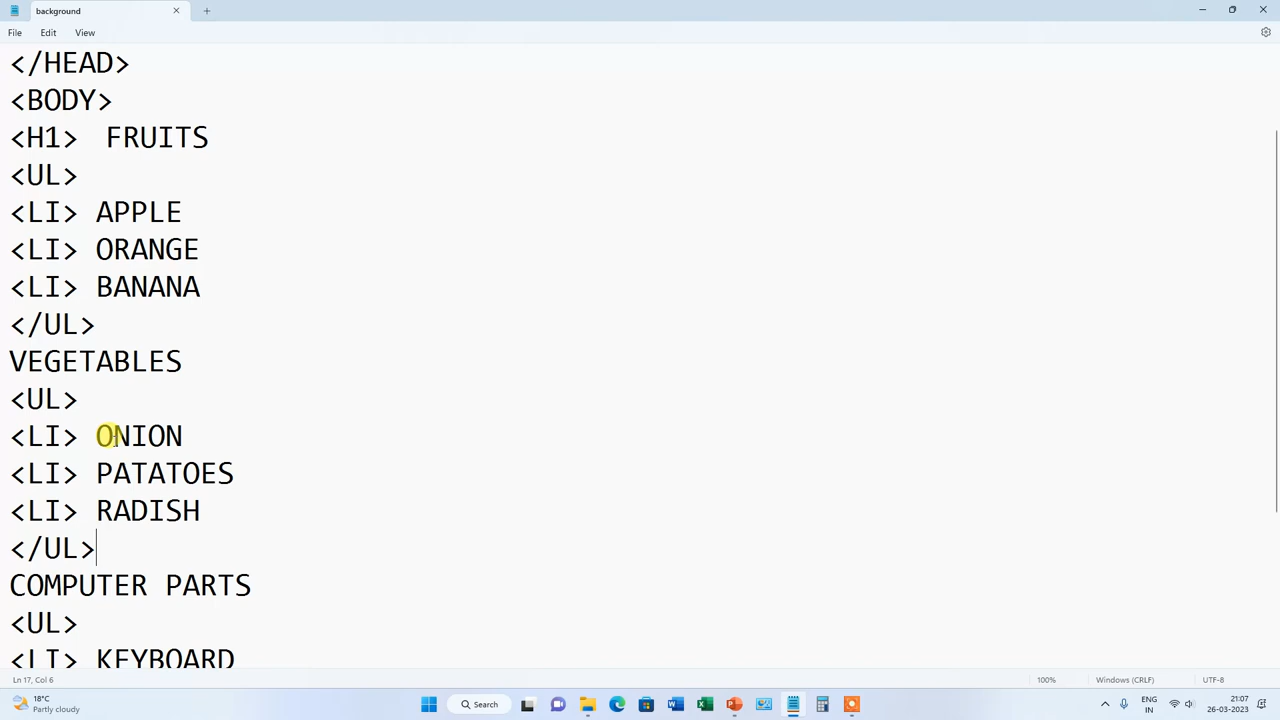 background
File Edit View
</HEAD>
<BODY>
<H1> FRUITS
<UL>
<LI> APPLE
<LI> ORANGE
<LI> BANANA
</UL>
VEGETABLES
<UL>
<LI> ONION
<LI> PATATOES
<LI> RADISH
</UL>
COMPUTER PARTS
<UL>
<LI> KEYBOARD
Ln 17, Col 6 100% Windows (CRLF) UTF-8
18°C
Partly cloudy
Search
ENG
IN
21:07
26-03-2023